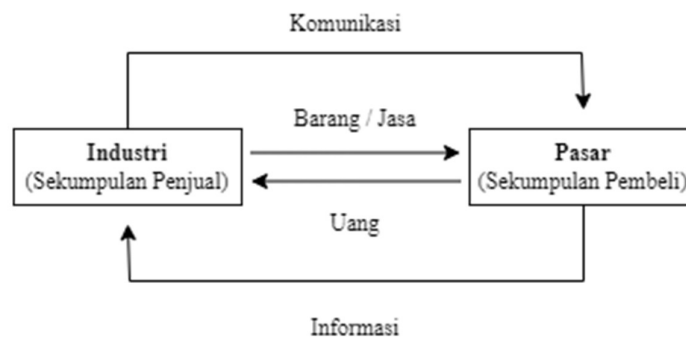 Komunikasi
Barang / Jasa
Industri
(Sekumpulan Penjual)
Pasar
(Sekumpulan Pembeli)
Uang
Informasi